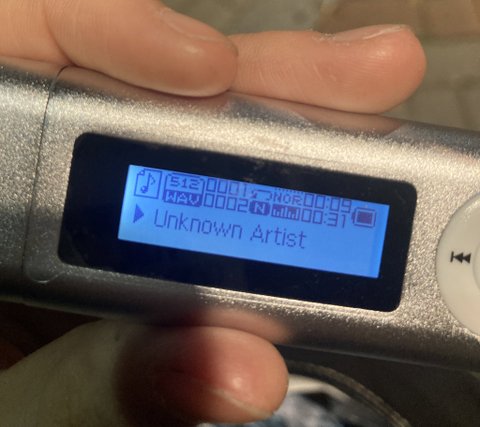 512 0001 NOR 00:09
WAV 0002 N 00:31
Unknown Artist